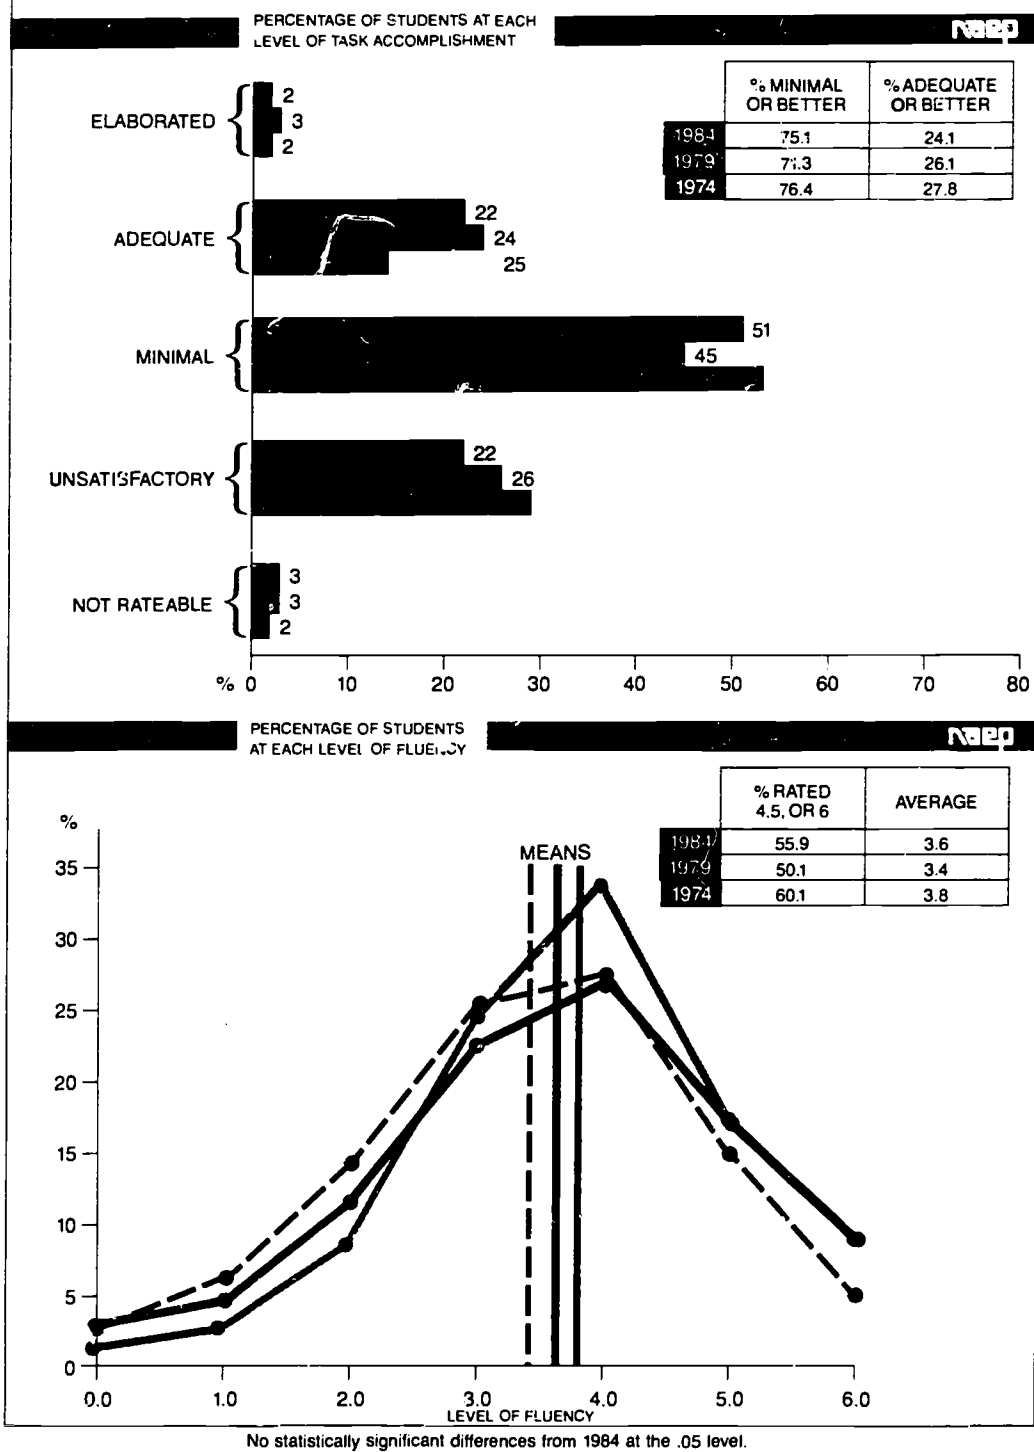 PERCENTAGE OF STUDENTS AT EACH
LEVEL OF TASK ACCOMPLISHMENT
naep
% MINIMAL OR BETTER % ADEQUATE OR BETTER
1984 75.1 24.1
1979 26.1
1974 76.4 27.8
ELABORATED
2
3
2
ADEQUATE
22
24
25
MINIMAL
51
45
UNSATISFACTORY
22
26
NOT RATEABLE
3
3
2
% 0 10 20 30 40 50 60 70 80
PERCENTAGE OF STUDENTS
AT EACH LEVEL OF FLUENCY
naep
% RATED 4.5, OR 6 AVERAGE
1984 55.9 3.6
1979 50.1 3.4
1974 60.1 3.8
%
MEANS
35
30
25
20
15
10
5
0
0.0 1.0 2.0 3.0 4.0 5.0 6.0
LEVEL OF FLUENCY
No statistically significant differences from 1984 at the .05 level.